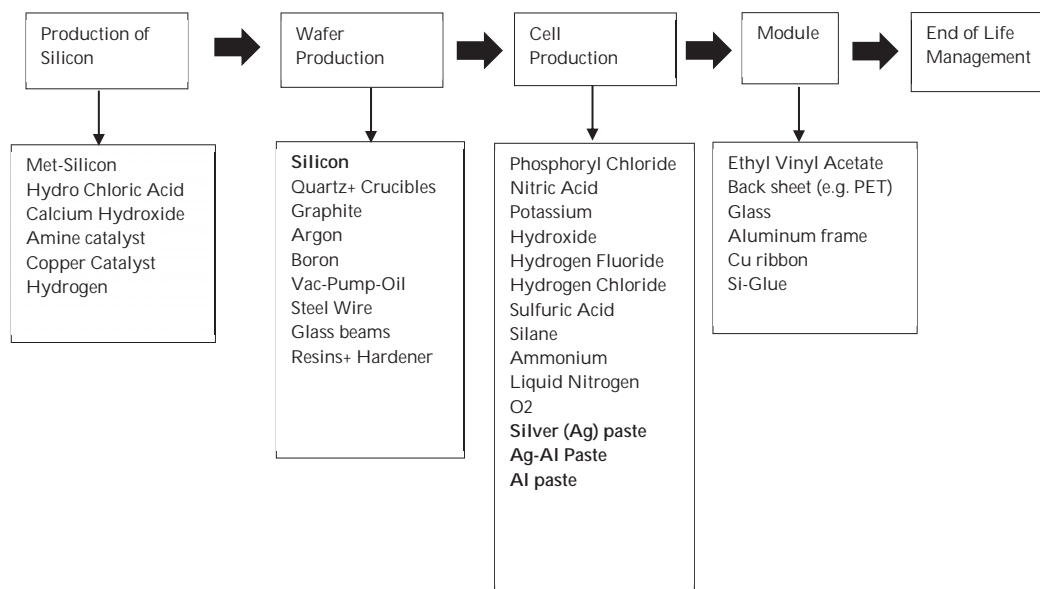 Production of
Silicon
Wafer
Production
Cell
Production
Module
End of Life
Management
Met-Silicon
Hydro Chloric Acid
Calcium Hydroxide
Amine catalyst
Copper Catalyst
Hydrogen
Silicon
Quartz+ Crucibles
Graphite
Argon
Boron
Vac-Pump-Oil
Steel Wire
Glass beams
Resins+ Hardener
Phosphoryl Chloride
Nitric Acid
Potassium
Hydroxide
Hydrogen Fluoride
Hydrogen Chloride
Sulfuric Acid
Silane
Ammonium
Liquid Nitrogen
O2
Silver (Ag) paste
Ag-Al Paste
Al paste
Ethyl Vinyl Acetate
Back sheet (e.g. PET)
Glass
Aluminum frame
Cu ribbon
Si-Glue